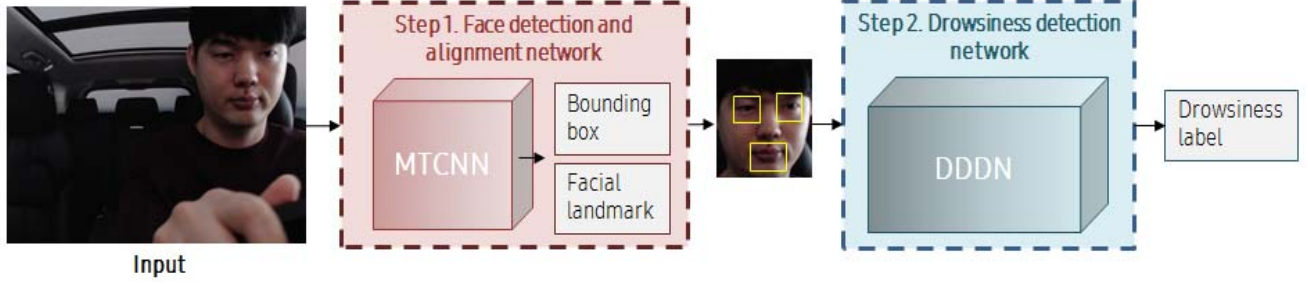 Step 1. Face detection and
alignment network
MTCNN
Bounding
box
Facial
landmark
Step 2. Drowsiness detection
network
DDDN
Drowsiness
label
Input